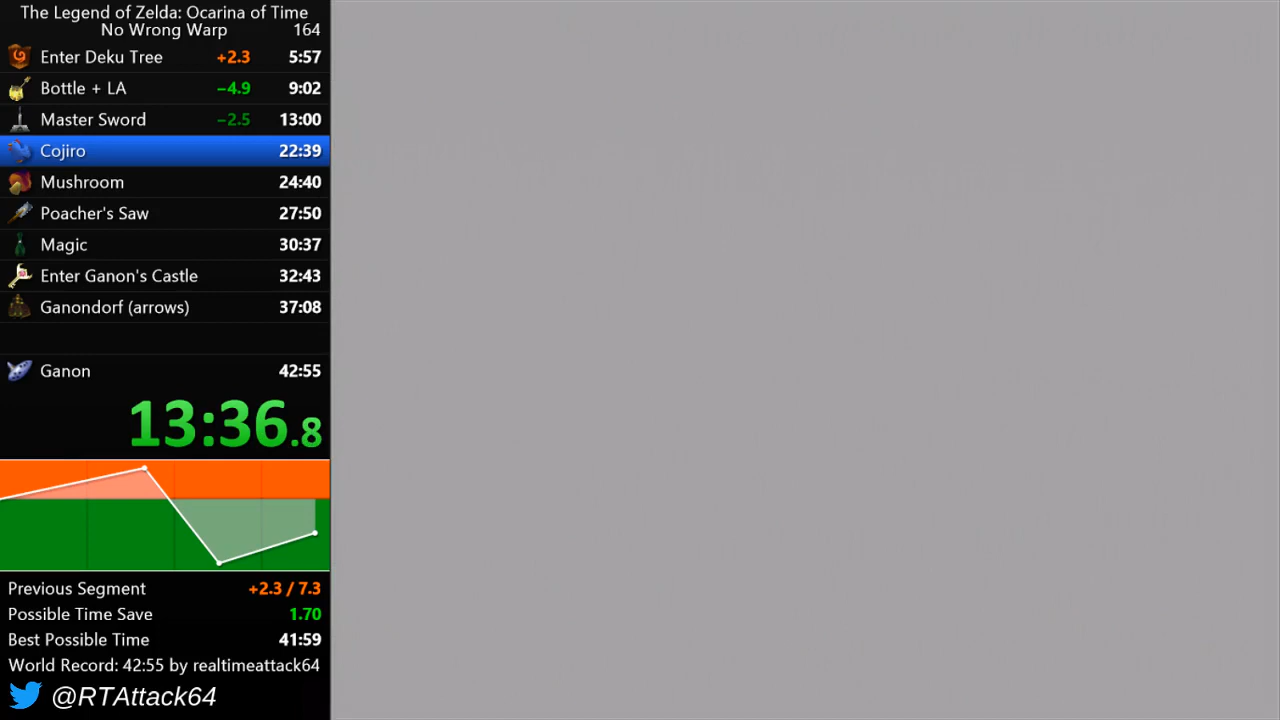 The Legend of Zelda: Ocarina of Time
No Wrong Warp 164
Enter Deku Tree +2.3 5:57
Bottle + LA −4.9 9:02
Master Sword −2.5 13:00
Cojiro 22:39
Mushroom 24:40
Poacher's Saw 27:50
Magic 30:37
Enter Ganon's Castle 32:43
Ganondorf (arrows) 37:08
Ganon 42:55
13:36.8
Previous Segment +2.3 / 7.3
Possible Time Save 1.70
Best Possible Time 41:59
World Record: 42:55 by realtimeattack64
@RTAttack64